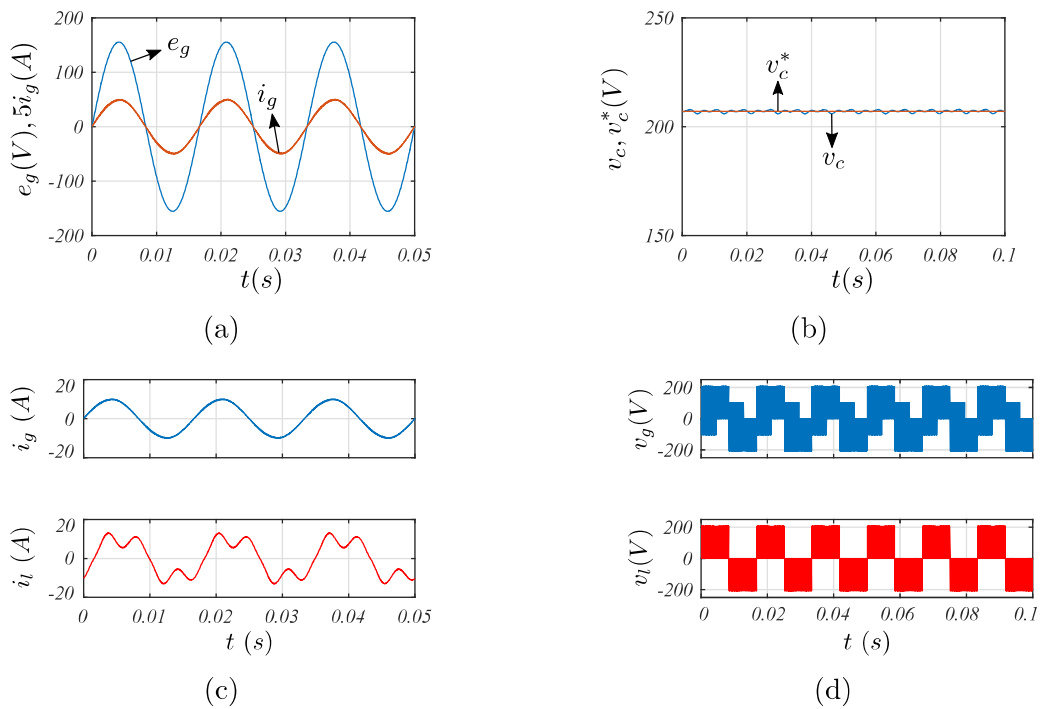 200
100
0
-100
-200
e_g(V), 5i_g(A)
e_g
i_g
0 0.01 0.02 0.03 0.04 0.05
t(s)
(a)
250
200
150
v_c, v_c^*(V)
v_c^*
v_c
0 0.02 0.04 0.06 0.08 0.1
t(s)
(b)
20
0
-20
i_g (A)
20
0
-20
i_l (A)
0 0.01 0.02 0.03 0.04 0.05
t (s)
(c)
200
0
-200
v_g(V)
200
0
-200
v_l(V)
0 0.02 0.04 0.06 0.08 0.1
t (s)
(d)